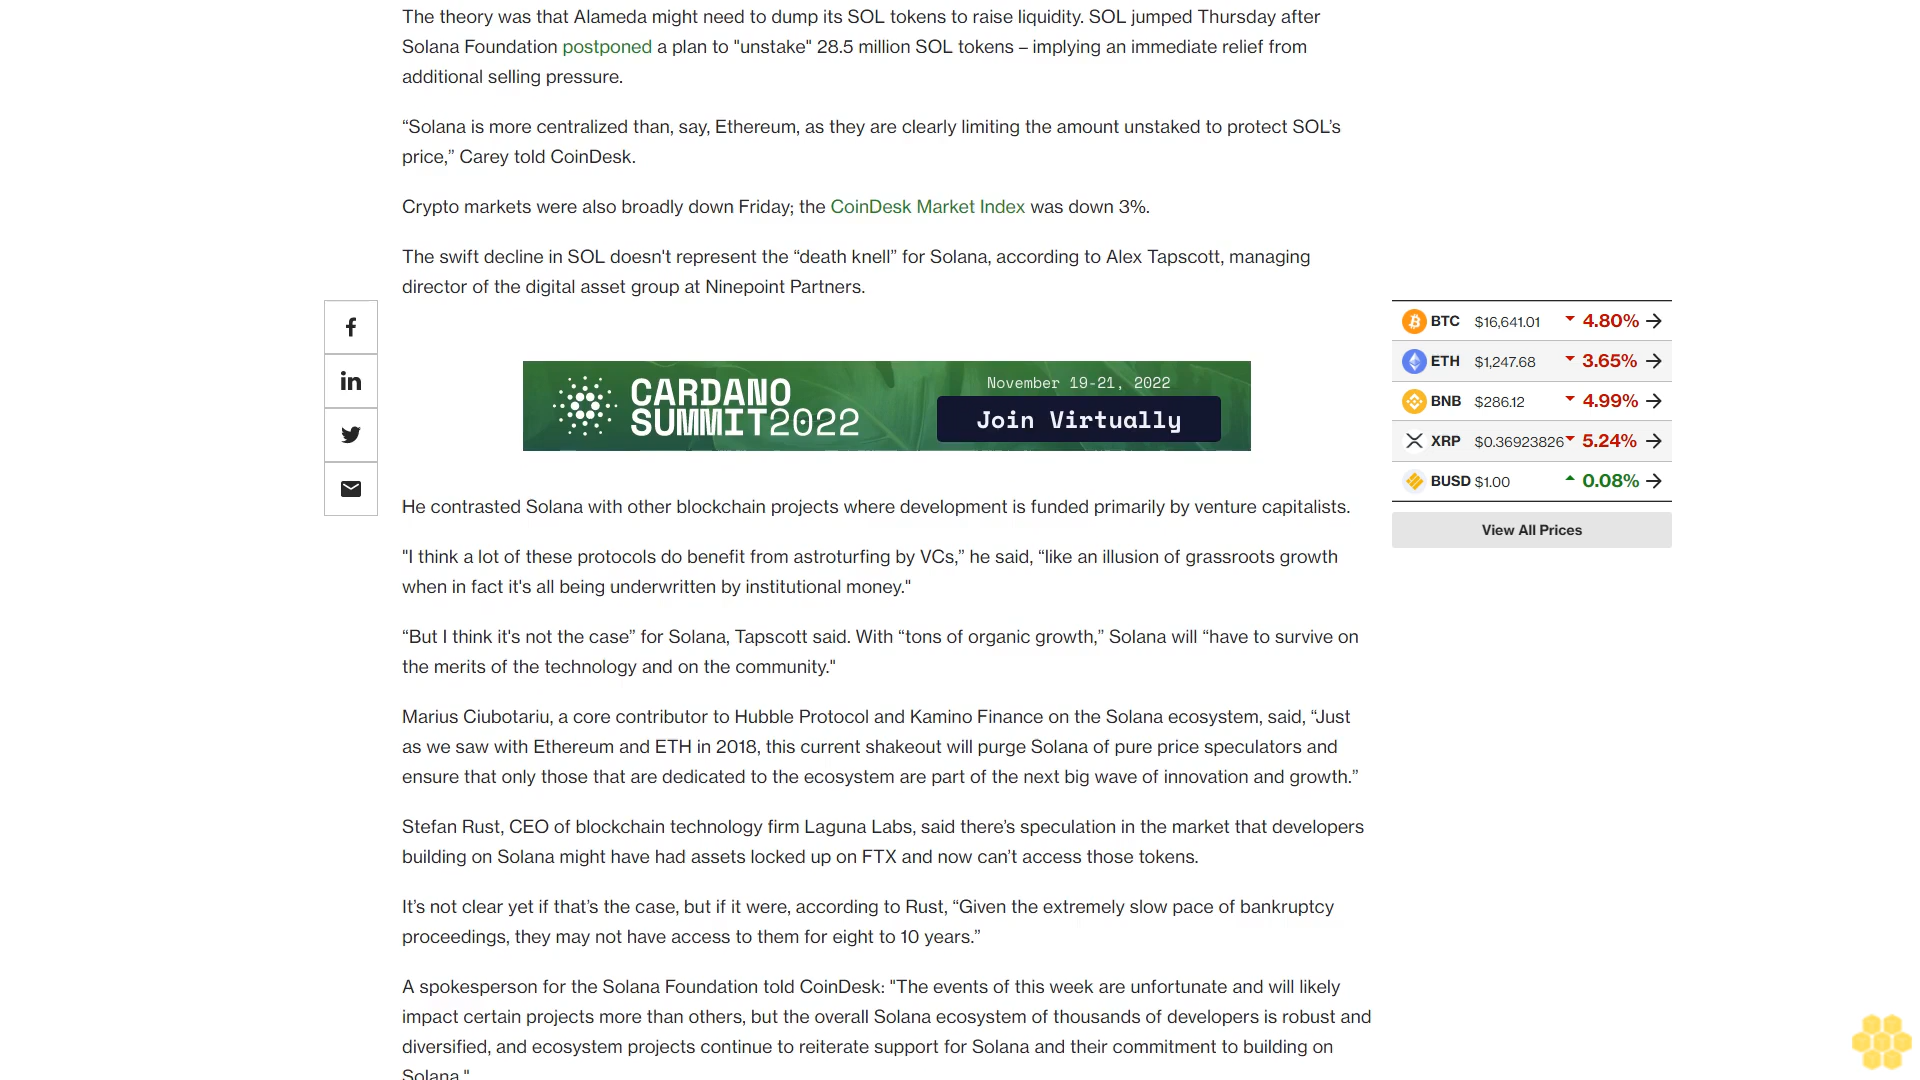 The theory was that Alameda might need to dump its SOL tokens to raise liquidity. SOL jumped Thursday after
Solana Foundation postponed a plan to "unstake" 28.5 million SOL tokens – implying an immediate relief from
additional selling pressure.
“Solana is more centralized than, say, Ethereum, as they are clearly limiting the amount unstaked to protect SOL’s
price,” Carey told CoinDesk.
Crypto markets were also broadly down Friday; the CoinDesk Market Index was down 3%.
The swift decline in SOL doesn't represent the “death knell” for Solana, according to Alex Tapscott, managing
director of the digital asset group at Ninepoint Partners.
CARDANO
SUMMIT2022
November 19-21, 2022
Join Virtually
He contrasted Solana with other blockchain projects where development is funded primarily by venture capitalists.
"I think a lot of these protocols do benefit from astroturfing by VCs,” he said, “like an illusion of grassroots growth
when in fact it's all being underwritten by institutional money."
“But I think it's not the case” for Solana, Tapscott said. With “tons of organic growth,” Solana will “have to survive on
the merits of the technology and on the community."
Marius Ciubotariu, a core contributor to Hubble Protocol and Kamino Finance on the Solana ecosystem, said, “Just
as we saw with Ethereum and ETH in 2018, this current shakeout will purge Solana of pure price speculators and
ensure that only those that are dedicated to the ecosystem are part of the next big wave of innovation and growth.”
Stefan Rust, CEO of blockchain technology firm Laguna Labs, said there’s speculation in the market that developers
building on Solana might have had assets locked up on FTX and now can’t access those tokens.
It’s not clear yet if that’s the case, but if it were, according to Rust, “Given the extremely slow pace of bankruptcy
proceedings, they may not have access to them for eight to 10 years.”
A spokesperson for the Solana Foundation told CoinDesk: "The events of this week are unfortunate and will likely
impact certain projects more than others, but the overall Solana ecosystem of thousands of developers is robust and
diversified, and ecosystem projects continue to reiterate support for Solana and their commitment to building on
Solana."
BTC $16,641.01 4.80%
ETH $1,247.68 3.65%
BNB $286.12 4.99%
XRP $0.36923826 5.24%
BUSD $1.00 0.08%
View All Prices